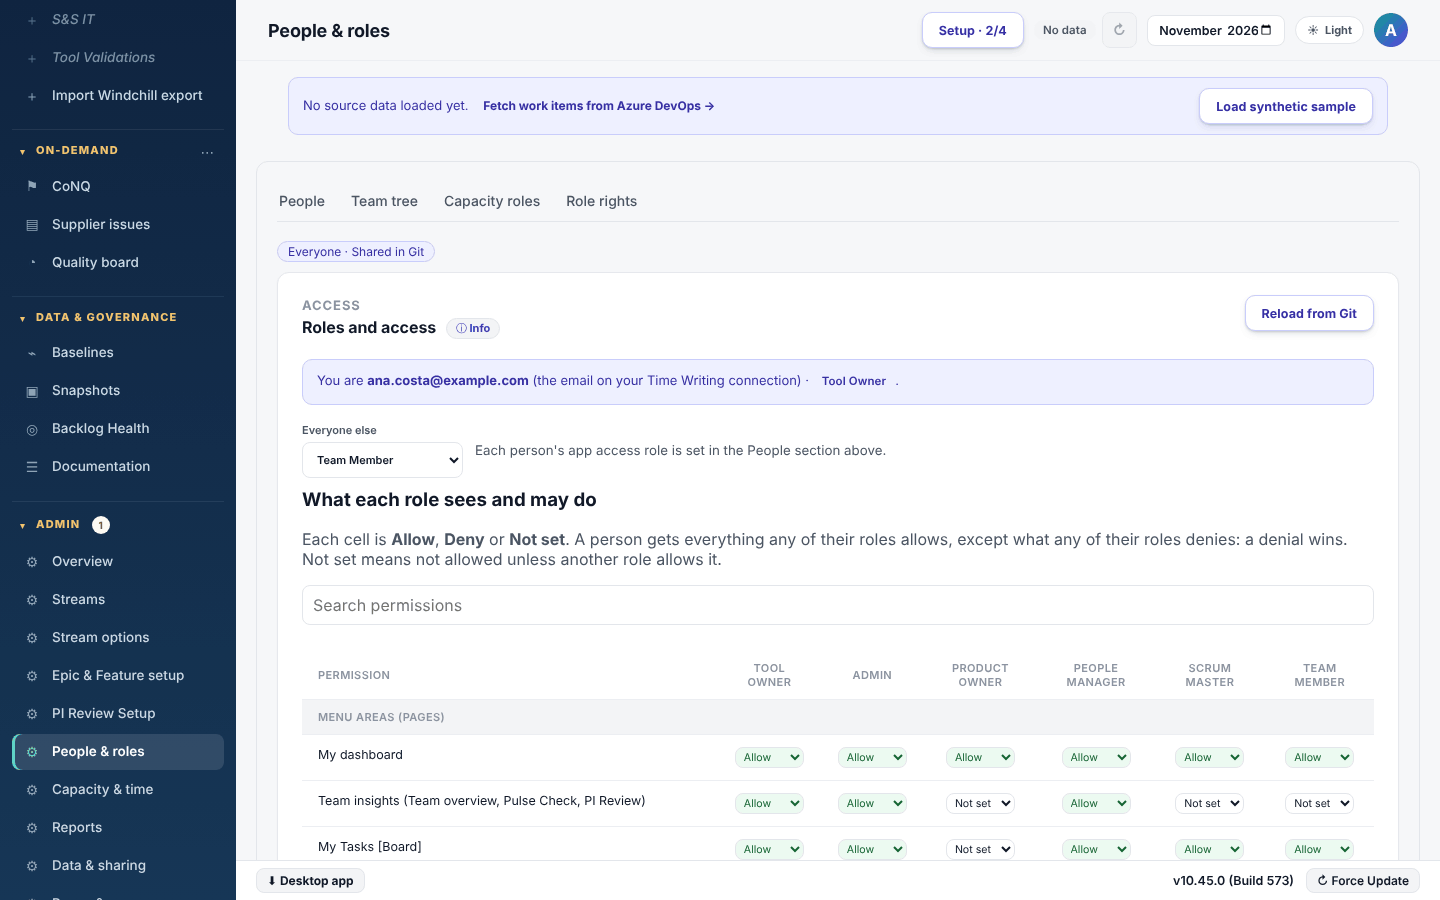 S&S IT
Tool Validations
Import Windchill export
ON-DEMAND
CoNQ
Supplier issues
Quality board
DATA & GOVERNANCE
Baselines
Snapshots
Backlog Health
Documentation
ADMIN 1
Overview
Streams
Stream options
Epic & Feature setup
PI Review Setup
People & roles
Capacity & time
Reports
Data & sharing
People & roles
Setup · 2/4
No data
November 2026
Light
A
No source data loaded yet. Fetch work items from Azure DevOps →
Load synthetic sample
People Team tree Capacity roles Role rights
Everyone · Shared in Git
ACCESS
Roles and access ⓘ Info
Reload from Git
You are ana.costa@example.com (the email on your Time Writing connection) · Tool Owner .
Everyone else
Team Member
Each person's app access role is set in the People section above.
What each role sees and may do
Each cell is Allow, Deny or Not set. A person gets everything any of their roles allows, except what any of their roles denies: a denial wins.
Not set means not allowed unless another role allows it.
Search permissions
PERMISSION TOOL OWNER ADMIN PRODUCT OWNER PEOPLE MANAGER SCRUM MASTER TEAM MEMBER
MENU AREAS (PAGES)
My dashboard Allow Allow Allow Allow Allow Allow
Team insights (Team overview, Pulse Check, PI Review) Allow Allow Not set Allow Not set Not set
My Tasks [Board] Allow Allow Not set Allow Allow Allow
Desktop app
v10.45.0 (Build 573)
Force Update